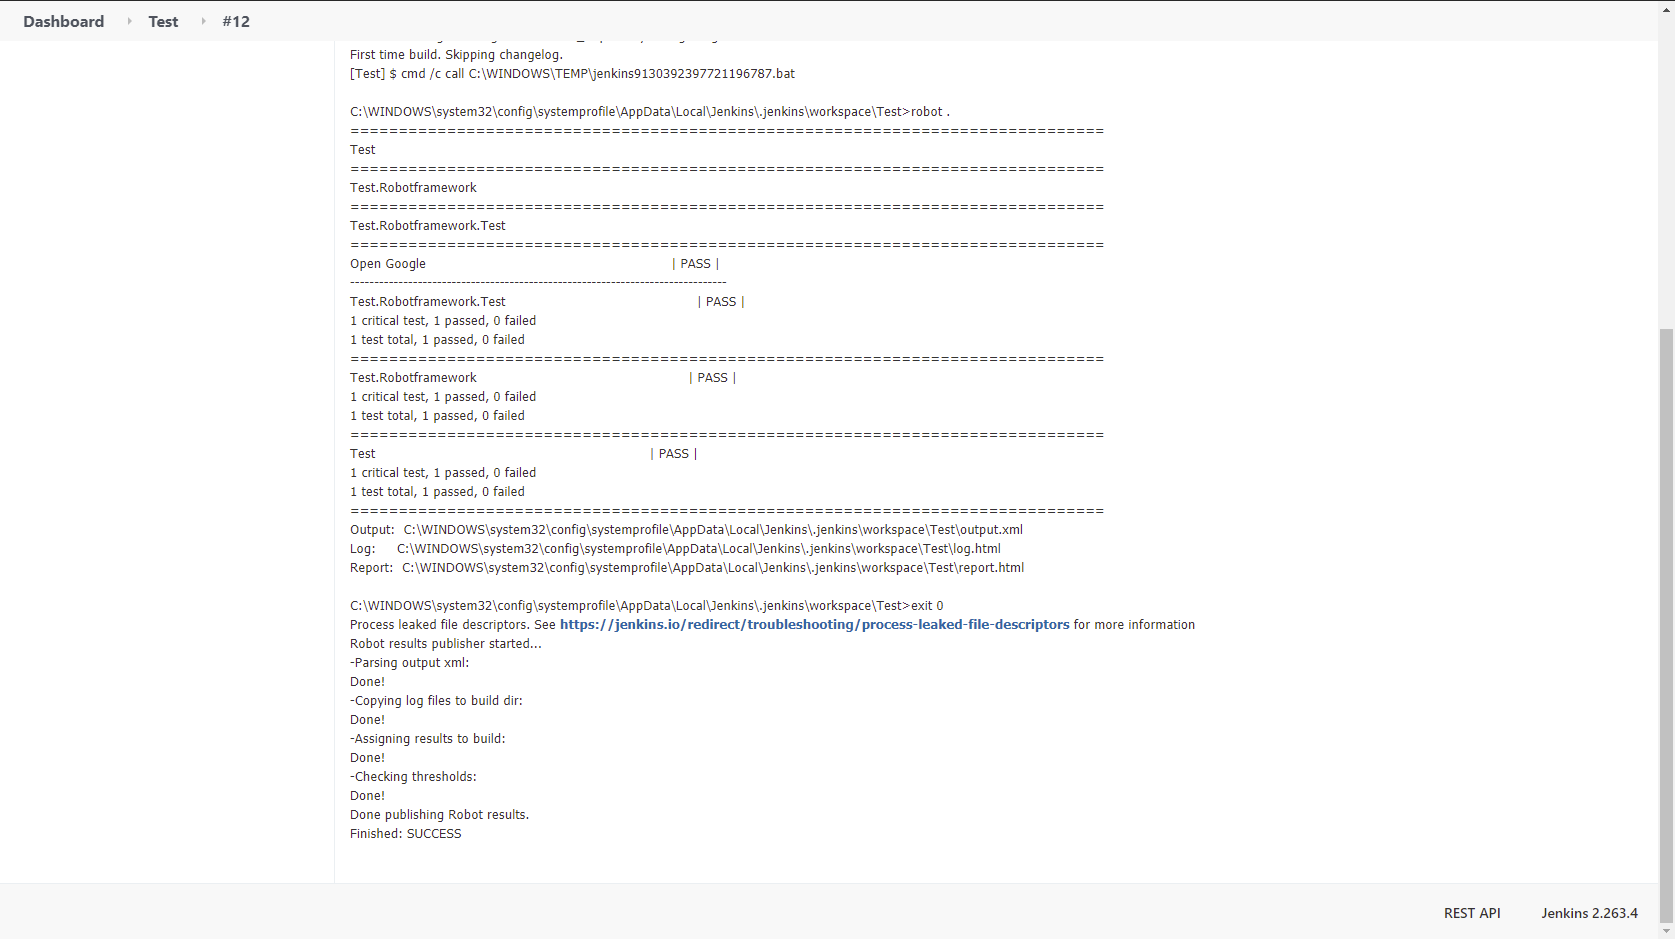 Dashboard Test #12
First time build. Skipping changelog.
[Test] $ cmd /c call C:\WINDOWS\TEMP\jenkins9130392397721196787.bat
C:\WINDOWS\system32\config\systemprofile\AppData\Local\Jenkins\.jenkins\workspace\Test>robot .
==============================================================================
Test
==============================================================================
Test.Robotframework
==============================================================================
Test.Robotframework.Test
==============================================================================
Open Google | PASS |
------------------------------------------------------------------------------
Test.Robotframework.Test | PASS |
1 critical test, 1 passed, 0 failed
1 test total, 1 passed, 0 failed
==============================================================================
Test.Robotframework | PASS |
1 critical test, 1 passed, 0 failed
1 test total, 1 passed, 0 failed
==============================================================================
Test | PASS |
1 critical test, 1 passed, 0 failed
1 test total, 1 passed, 0 failed
==============================================================================
Output: C:\WINDOWS\system32\config\systemprofile\AppData\Local\Jenkins\.jenkins\workspace\Test\output.xml
Log: C:\WINDOWS\system32\config\systemprofile\AppData\Local\Jenkins\.jenkins\workspace\Test\log.html
Report: C:\WINDOWS\system32\config\systemprofile\AppData\Local\Jenkins\.jenkins\workspace\Test\report.html
C:\WINDOWS\system32\config\systemprofile\AppData\Local\Jenkins\.jenkins\workspace\Test>exit 0
Process leaked file descriptors. See https://jenkins.io/redirect/troubleshooting/process-leaked-file-descriptors for more information
Robot results publisher started...
-Parsing output xml:
Done!
-Copying log files to build dir:
Done!
-Assigning results to build:
Done!
-Checking thresholds:
Done!
Done publishing Robot results.
Finished: SUCCESS
REST API Jenkins 2.263.4